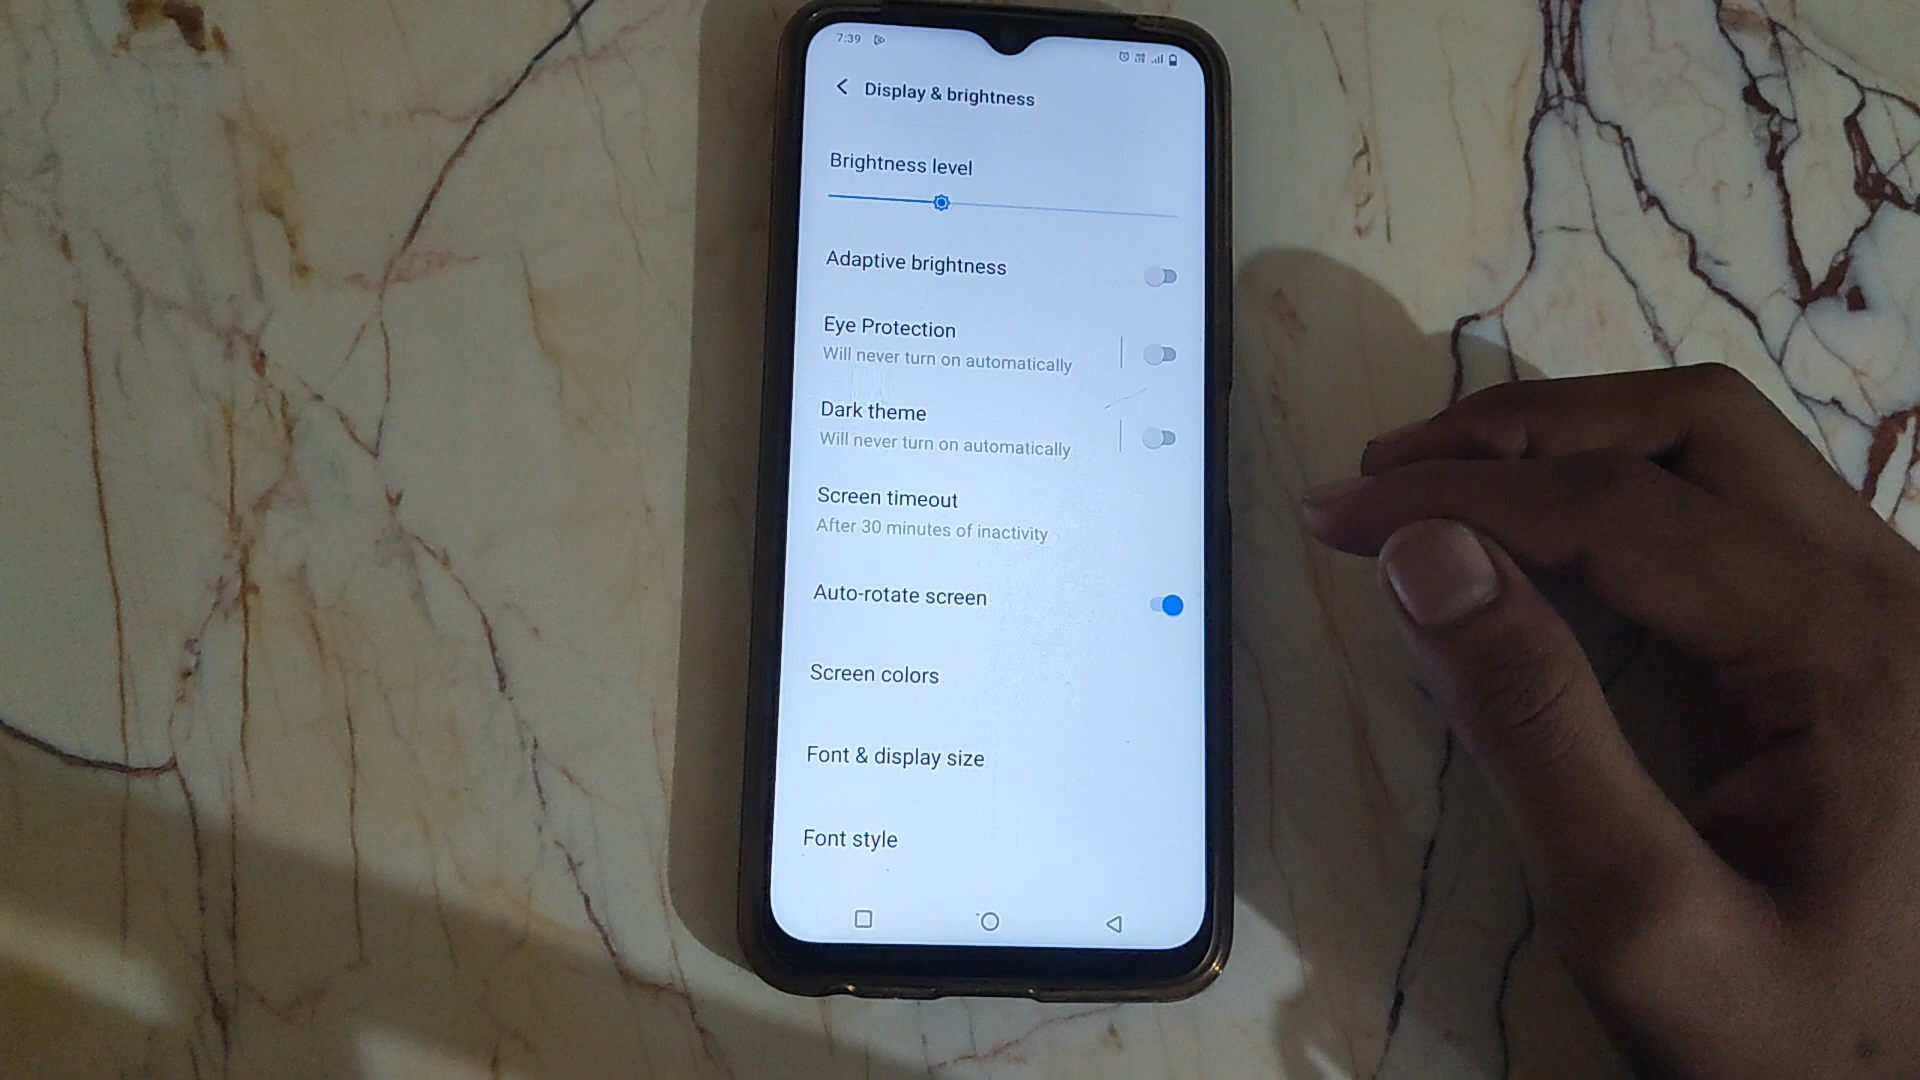 7:39
Display & brightness
Brightness level
Adaptive brightness
Eye Protection
Will never turn on automatically
Dark theme
Will never turn on automatically
Screen timeout
After 30 minutes of inactivity
Auto-rotate screen
Screen colors
Font & display size
Font style